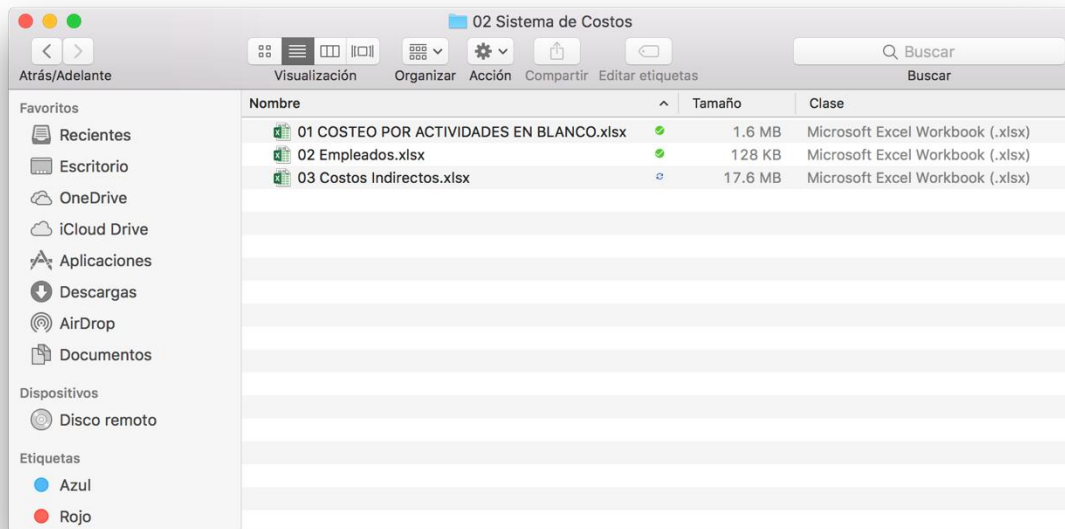 02 Sistema de Costos
Atrás/Adelante Visualización Organizar Acción Compartir Editar etiquetas Buscar
Buscar
Favoritos
Recientes
Escritorio
OneDrive
iCloud Drive
Aplicaciones
Descargas
AirDrop
Documentos
Dispositivos
Disco remoto
Etiquetas
Azul
Rojo
Nombre Tamaño Clase
01 COSTEO POR ACTIVIDADES EN BLANCO.xlsx 1.6 MB Microsoft Excel Workbook (.xlsx)
02 Empleados.xlsx 128 KB Microsoft Excel Workbook (.xlsx)
03 Costos Indirectos.xlsx 17.6 MB Microsoft Excel Workbook (.xlsx)